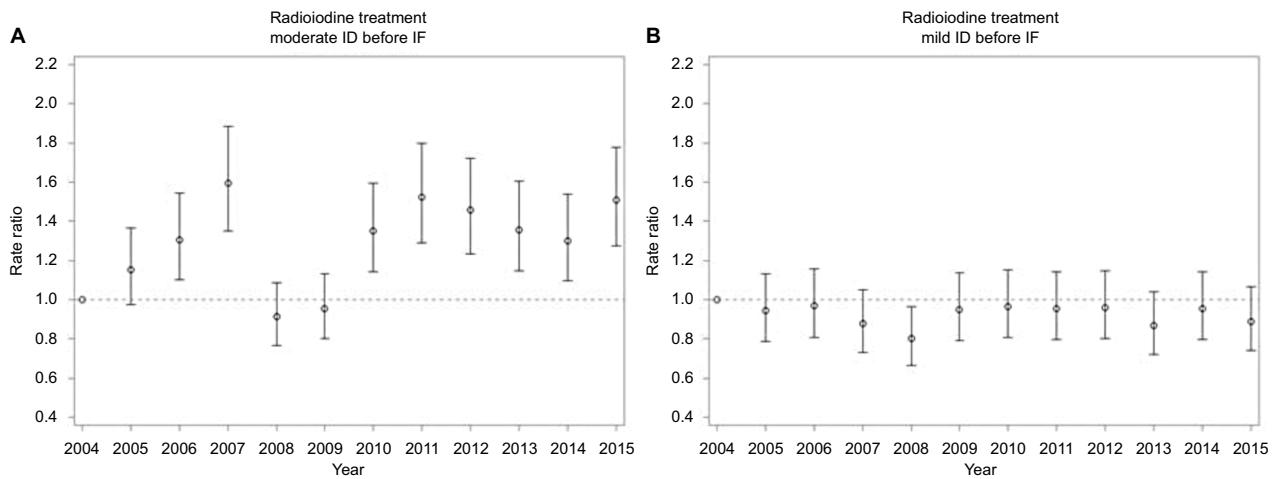 A
Radioiodine treatment
moderate ID before IF
2.2
2.0
1.8
1.6
1.4
1.2
1.0
0.8
0.6
0.4
Rate ratio
2004 2005 2006 2007 2008 2009 2010 2011 2012 2013 2014 2015
Year
B
Radioiodine treatment
mild ID before IF
2.2
2.0
1.8
1.6
1.4
1.2
1.0
0.8
0.6
0.4
Rate ratio
2004 2005 2006 2007 2008 2009 2010 2011 2012 2013 2014 2015
Year